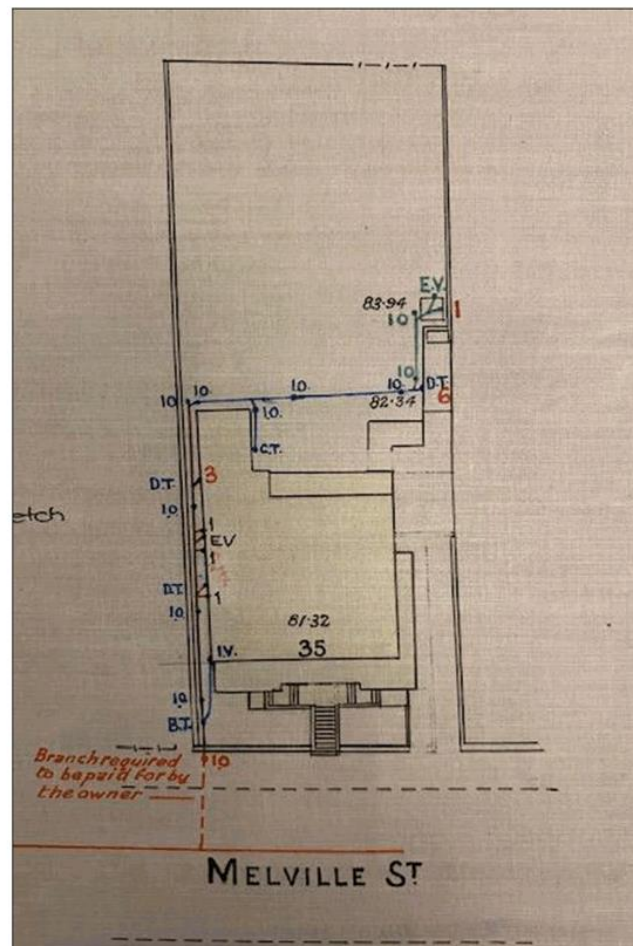 E.V.
83.94
1
10
10
10
10.
10.
10.
D.T.
6
82.34
10.
C.T.
3
D.T.
10.
1
EV
1
D.T.
1
10.
81.32
35
I.V.
10.
B.T.
etch
Branch required
to be paid for by
the owner
10
MELVILLE ST